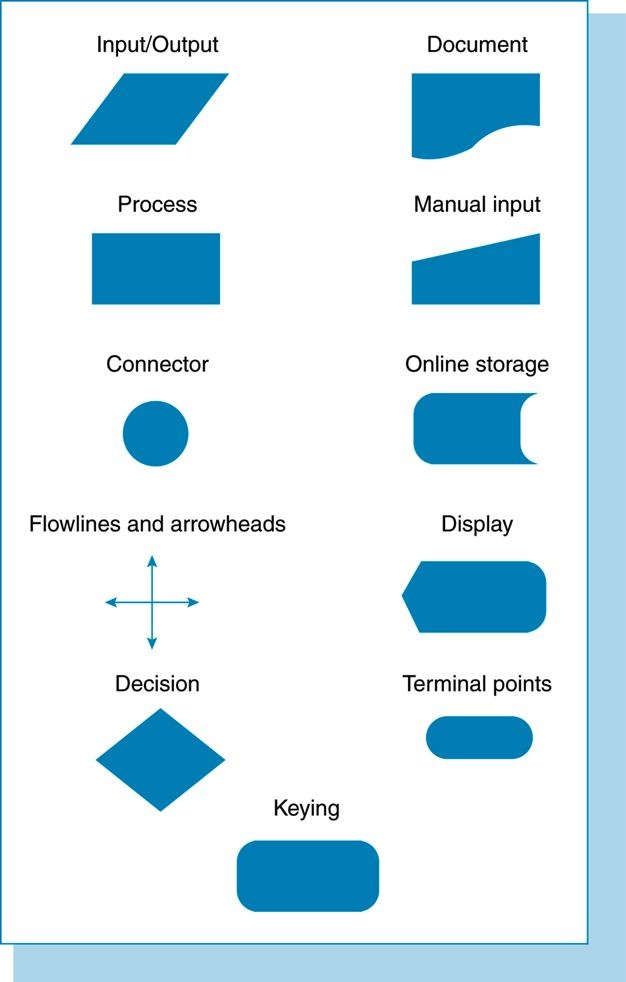 Input/Output
Document
Process
Manual input
Connector
Online storage
Flowlines and arrowheads
Display
Decision
Terminal points
Keying